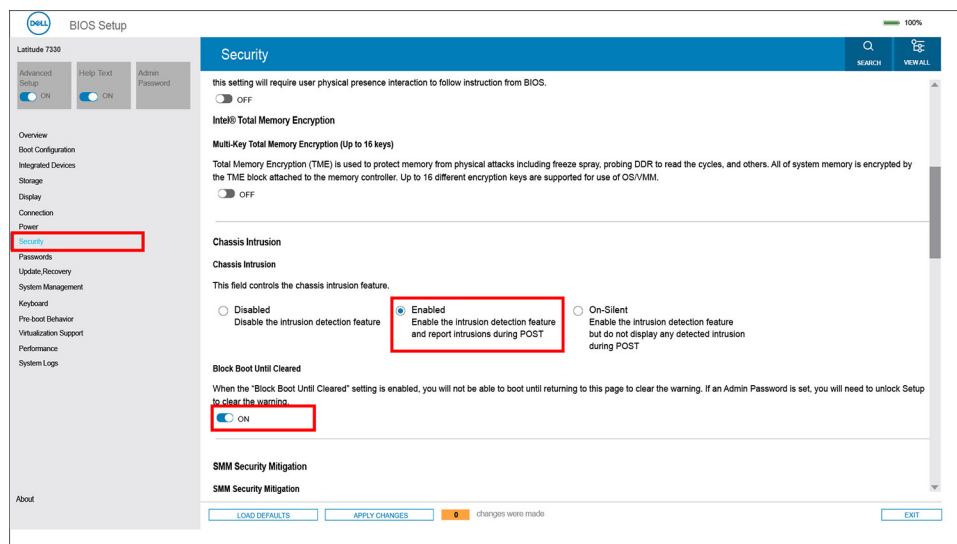 DELL
BIOS Setup
100%
Latitude 7330
Advanced Setup
ON
Help Text
ON
Admin Password
Overview
Boot Configuration
Integrated Devices
Storage
Display
Connection
Power
Security
Passwords
Update,Recovery
System Management
Keyboard
Pre-boot Behavior
Virtualization Support
Performance
System Logs
About
Security
SEARCH
VIEW ALL
this setting will require user physical presence interaction to follow instruction from BIOS.
OFF
Intel® Total Memory Encryption
Multi-Key Total Memory Encryption (Up to 16 keys)
Total Memory Encryption (TME) is used to protect memory from physical attacks including freeze spray, probing DDR to read the cycles, and others. All of system memory is encrypted by
the TME block attached to the memory controller. Up to 16 different encryption keys are supported for use of OS/VMM.
OFF
Chassis Intrusion
Chassis Intrusion
This field controls the chassis intrusion feature.
Disabled
Disable the intrusion detection feature
Enabled
Enable the intrusion detection feature
and report intrusions during POST
On-Silent
Enable the intrusion detection feature
but do not display any detected intrusion
during POST
Block Boot Until Cleared
When the "Block Boot Until Cleared" setting is enabled, you will not be able to boot until returning to this page to clear the warning. If an Admin Password is set, you will need to unlock Setup
to clear the warning.
ON
SMM Security Mitigation
SMM Security Mitigation
LOAD DEFAULTS
APPLY CHANGES
0
changes were made
EXIT